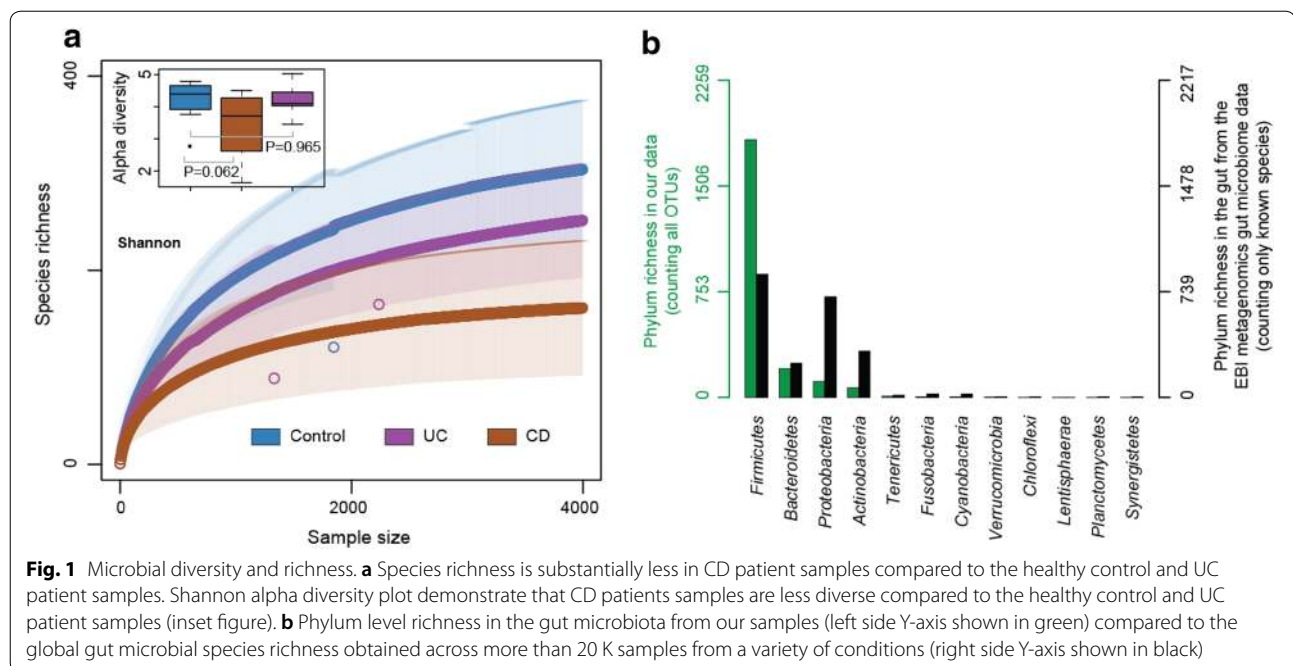 a
400
Species richness
0
5
Alpha diversity
2
P=0.965
P=0.062
Shannon
Control
UC
CD
0
2000
4000
Sample size
b
2259
1506
753
0
Phylum richness in our data
(counting all OTUs)
2217
1478
739
0
Phylum richness in the gut from the
EBI metagenomics gut microbiome data
(counting only known species)
Firmicutes
Bacteroidetes
Proteobacteria
Actinobacteria
Tenericutes
Fusobacteria
Cyanobacteria
Verrucomicrobia
Chloroflexi
Lentisphaerae
Planctomycetes
Synergistetes
Fig. 1 Microbial diversity and richness. a Species richness is substantially less in CD patient samples compared to the healthy control and UC
patient samples. Shannon alpha diversity plot demonstrate that CD patients samples are less diverse compared to the healthy control and UC
patient samples (inset figure). b Phylum level richness in the gut microbiota from our samples (left side Y-axis shown in green) compared to the
global gut microbial species richness obtained across more than 20 K samples from a variety of conditions (right side Y-axis shown in black)